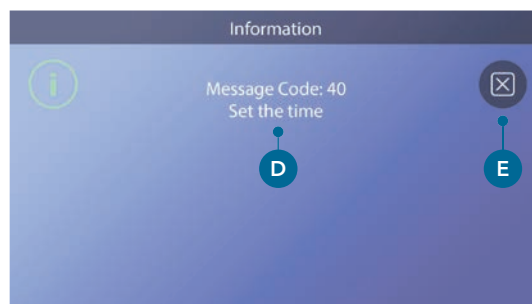 Information
Message Code: 40
Set the time
D
E